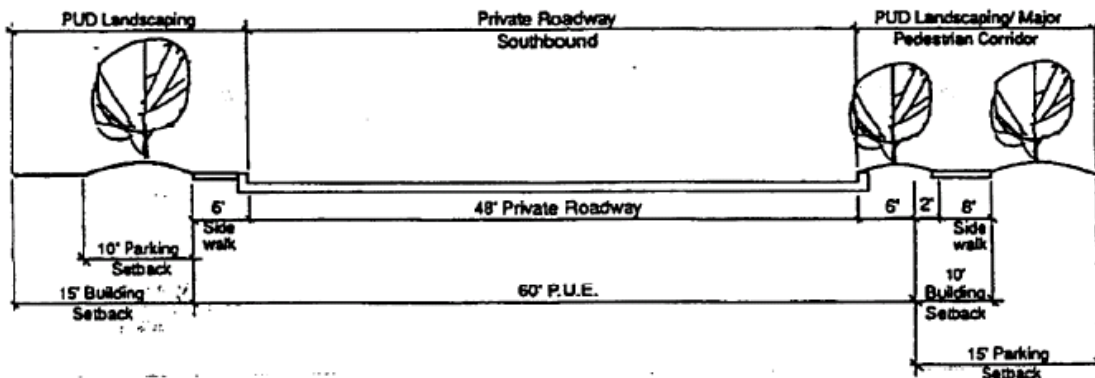 PUD Landscaping
Private Roadway
PUD Landscaping/ Major
Southbound
Pedestrian Corridor
6'
48' Private Roadway
6'
2'
8'
Side
walk
Side
walk
10' Parking
Setback
15' Building
Setback
60' P.U.E.
10'
Building
Setback
15' Parking
Setback